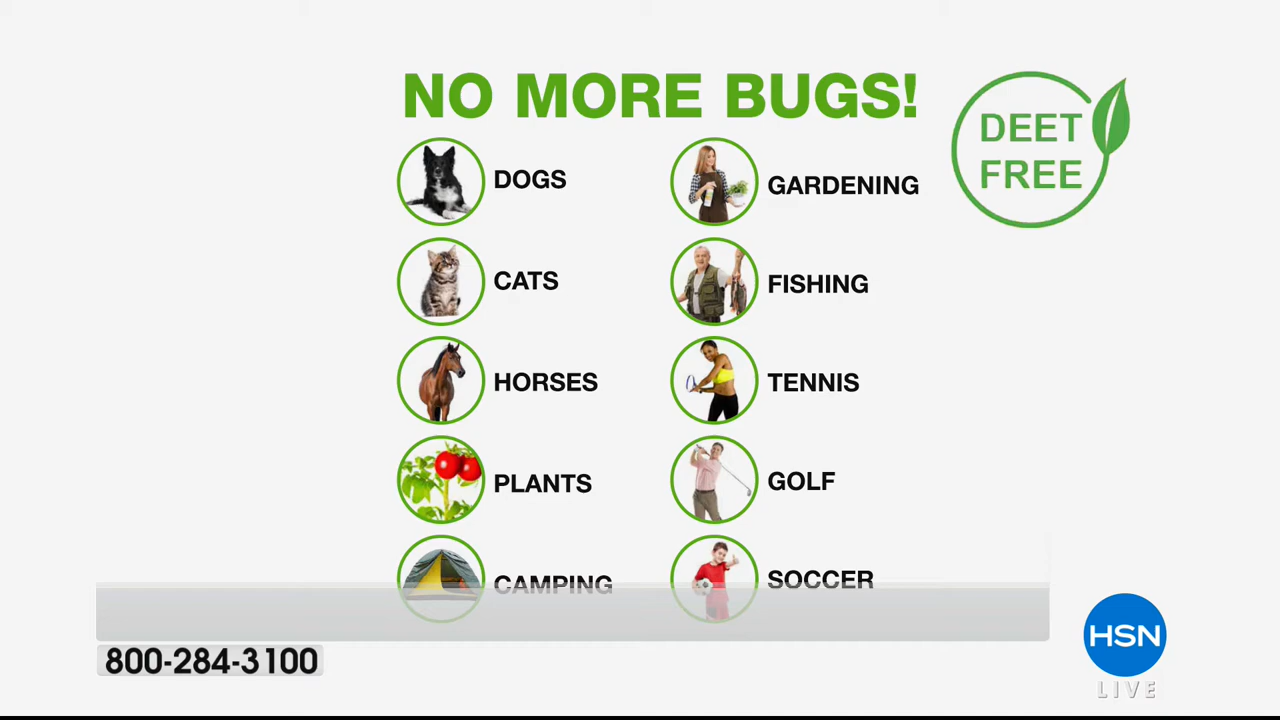 NO MORE BUGS!
DEET
FREE
DOGS
GARDENING
CATS
FISHING
HORSES
TENNIS
PLANTS
GOLF
CAMPING
SOCCER
800-284-3100
HSN
LIVE